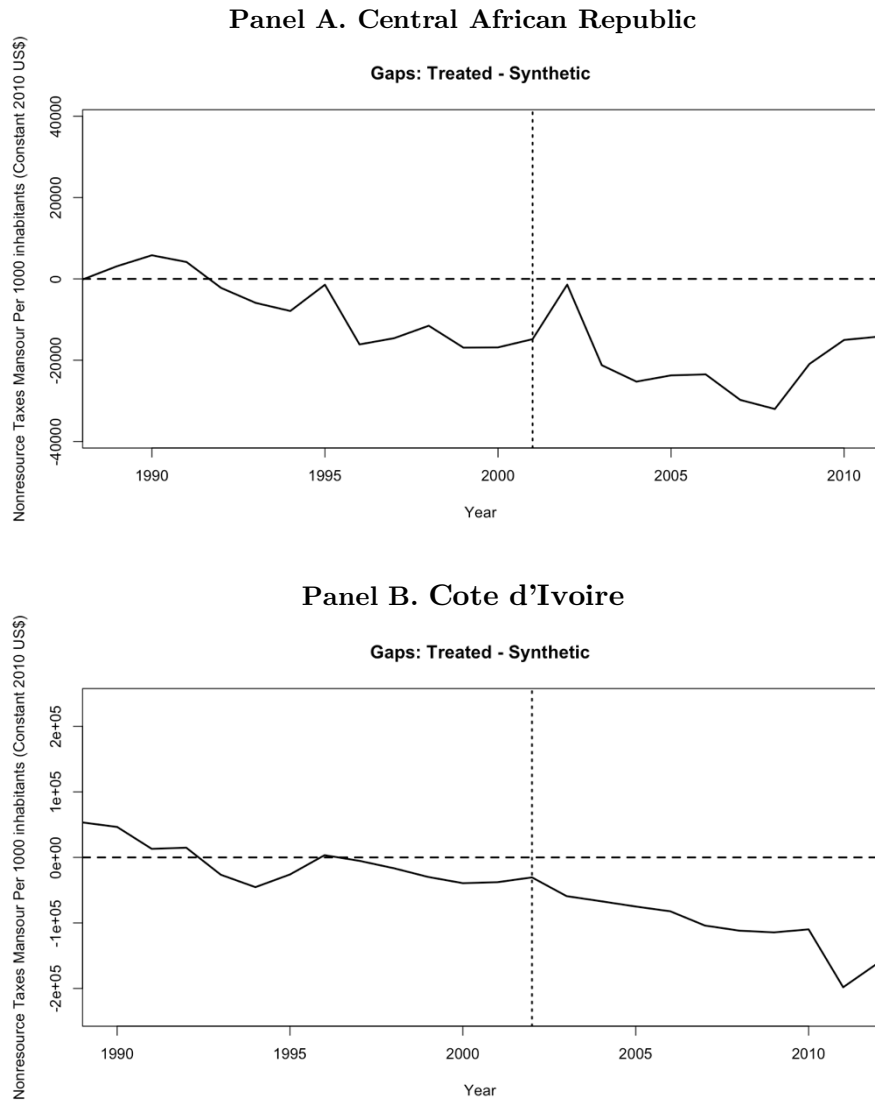 Panel A. Central African Republic
Gaps: Treated - Synthetic
Nonresource Taxes Mansour Per 1000 inhabitants (Constant 2010 US$)
40000
20000
0
-20000
-40000
1990
1995
2000
2005
2010
Year
Panel B. Cote d'Ivoire
Gaps: Treated - Synthetic
Nonresource Taxes Mansour Per 1000 inhabitants (Constant 2010 US$)
2e+05
1e+05
0e+00
-1e+05
-2e+05
1990
1995
2000
2005
2010
Year